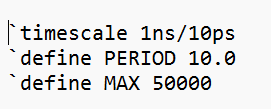 `timescale 1ns/10ps
`define PERIOD 10.0
`define MAX 50000